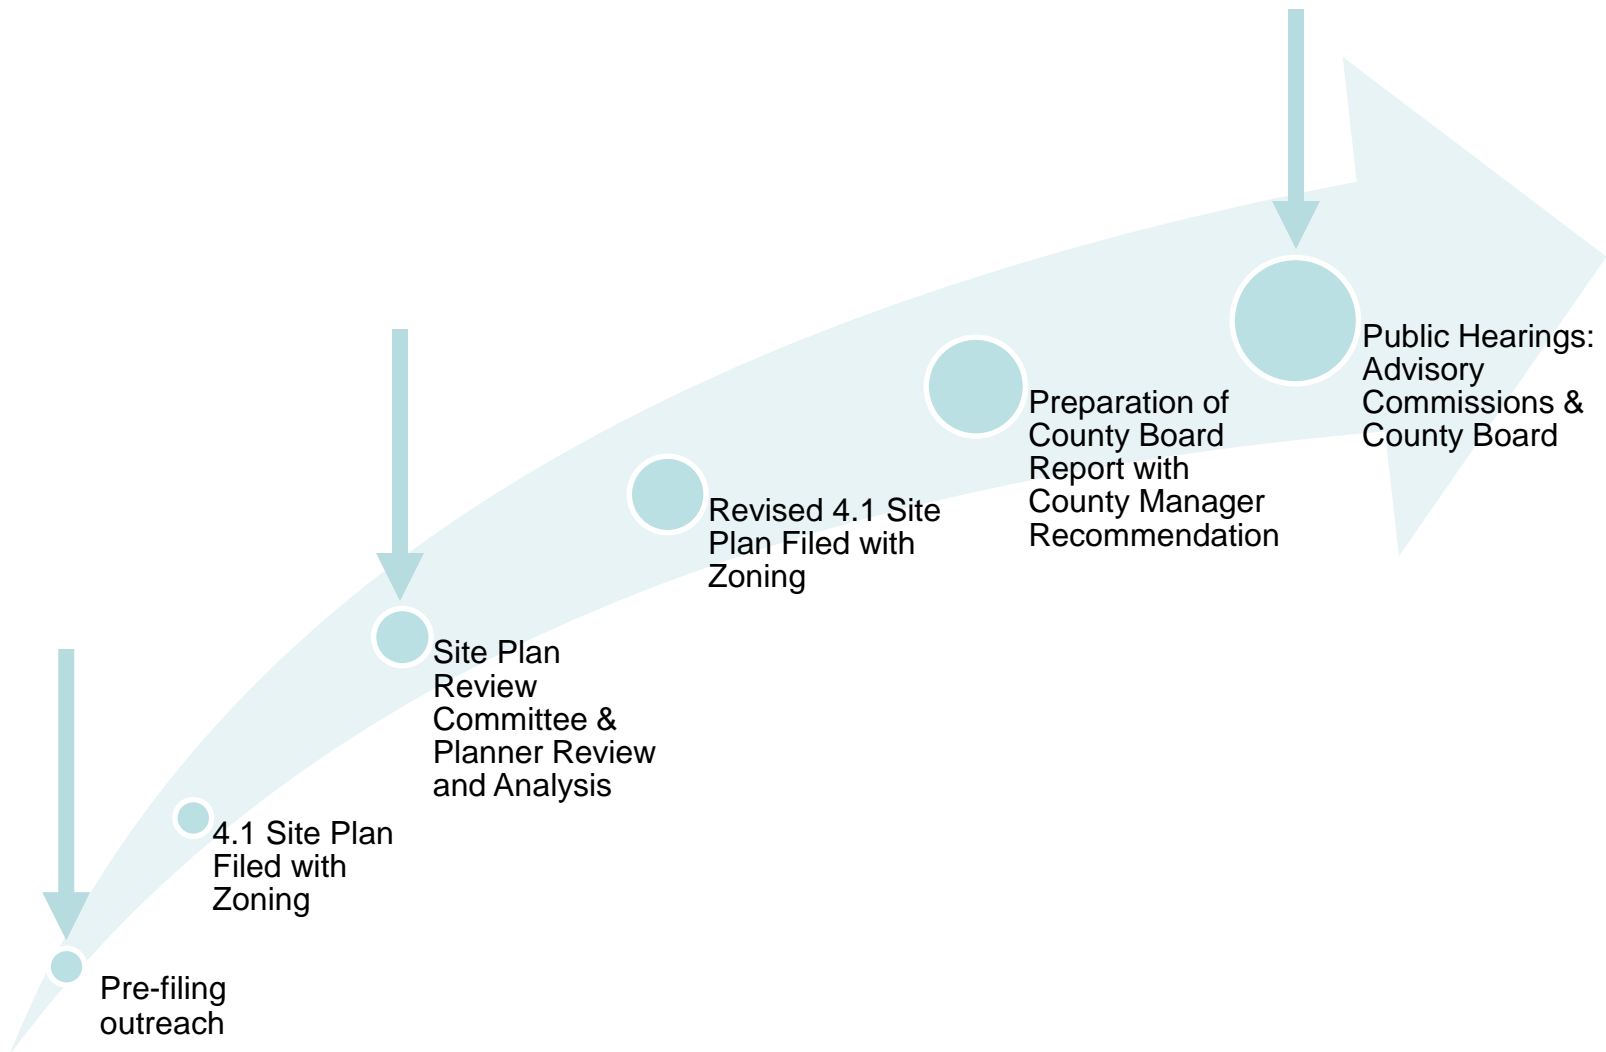 Pre-filing
outreach
4.1 Site Plan
Filed with
Zoning
Site Plan
Review
Committee &
Planner Review
and Analysis
Revised 4.1 Site
Plan Filed with
Zoning
Preparation of
County Board
Report with
County Manager
Recommendation
Public Hearings:
Advisory
Commissions &
County Board